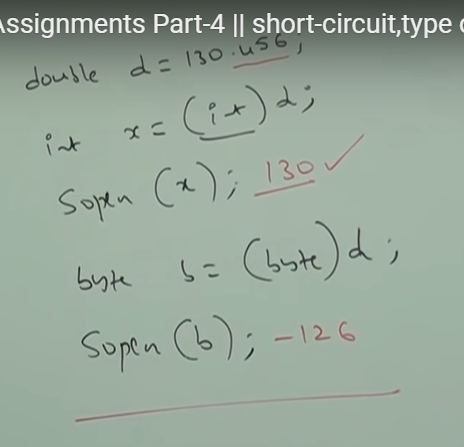 Assignments Part-4 || short-circuit,type
double d = 130.456;
int x = (int) d;
Sopln (x); 130 ✓
byte b = (byte) d;
Sopln (b); -126